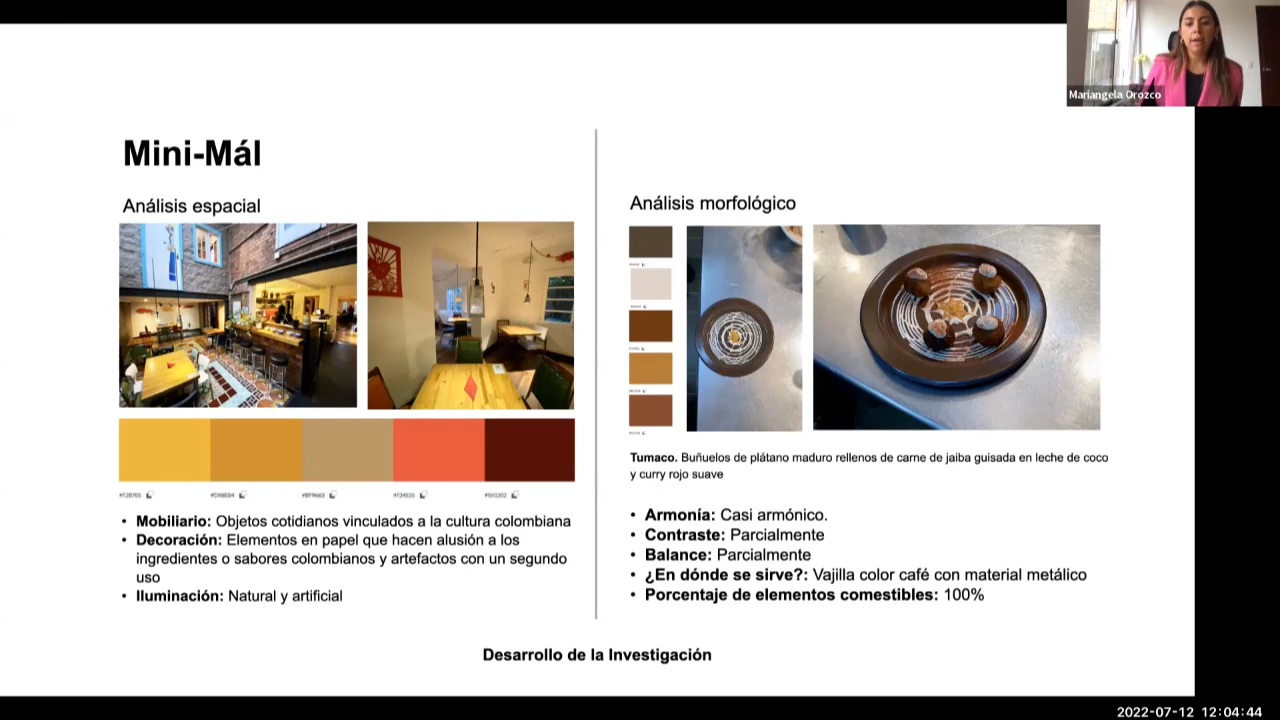 Mariangela Orozco
Mini-Mál
Análisis espacial
Mobiliario: Objetos cotidianos vinculados a la cultura colombiana
Decoración: Elementos en papel que hacen alusión a los
ingredientes o sabores colombianos y artefactos con un segundo
uso
Iluminación: Natural y artificial
Análisis morfológico
Tumaco. Buñuelos de plátano maduro rellenos de carne de jaiba guisada en leche de coco
y curry rojo suave
Armonía: Casi armónico.
Contraste: Parcialmente
Balance: Parcialmente
¿En dónde se sirve?: Vajilla color café con material metálico
Porcentaje de elementos comestibles: 100%
Desarrollo de la Investigación
2022-07-12 12:04:44